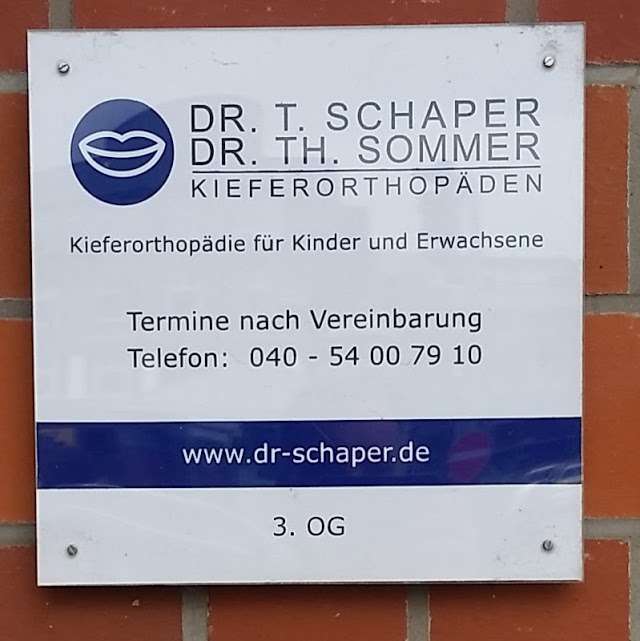 DR. T. SCHAPER
DR. TH. SOMMER
KIEFERORTHOPÄDEN
Kieferorthopädie für Kinder und Erwachsene
Termine nach Vereinbarung
Telefon: 040 - 54 00 79 10
www.dr-schaper.de
3. OG